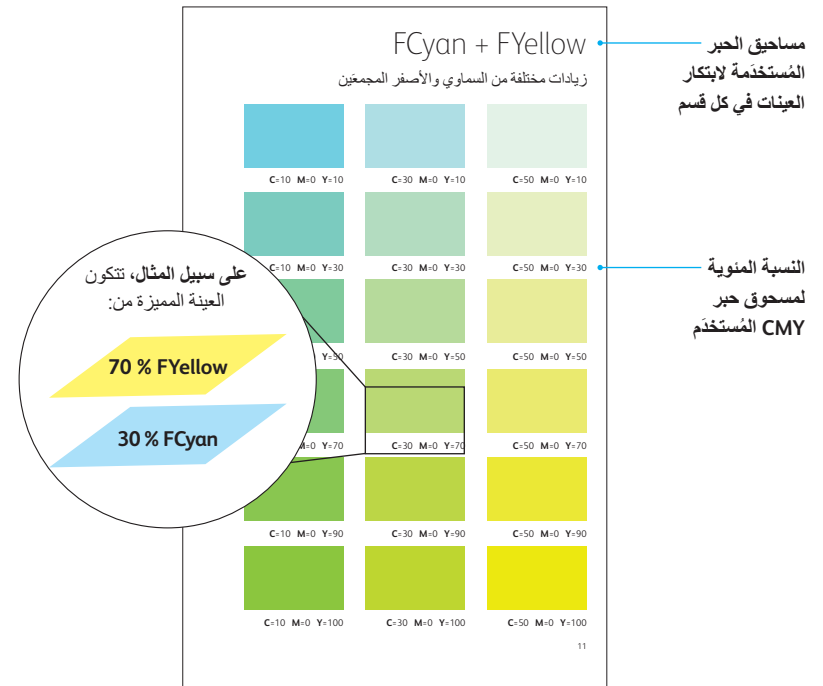 FCyan + FYellow
زيادات مختلفة من السماوي والأصفر المجمعَين
مساحيق الحبر
المُستخدَمة لابتكار
العينات في كل قسم
C=10 M=0 Y=10
C=30 M=0 Y=10
C=50 M=0 Y=10
C=10 M=0 Y=30
C=30 M=0 Y=30
C=50 M=0 Y=30
النسبة المئوية
لمسحوق حبر
CMY المُستخدَم
على سبيل المثال، تتكون
العينة المميزة من:
70 % FYellow
30 % FCyan
Y=50
C=30 M=0 Y=50
C=50 M=0 Y=50
M=0 Y=70
C=30 M=0 Y=70
C=50 M=0 Y=70
C=10 M=0 Y=90
C=30 M=0 Y=90
C=50 M=0 Y=90
C=10 M=0 Y=100
C=30 M=0 Y=100
C=50 M=0 Y=100
11